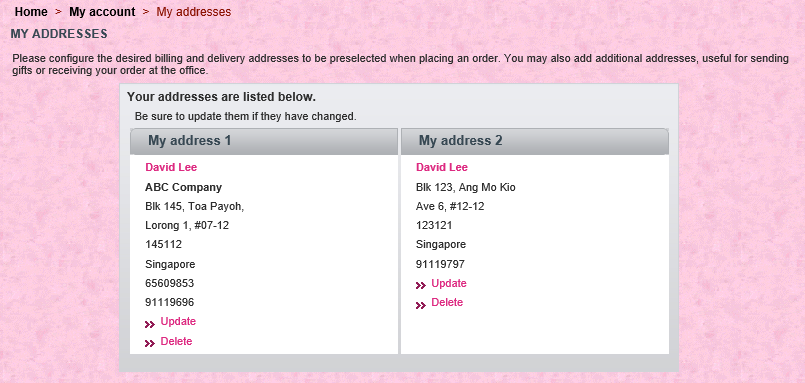 Home > My account > My addresses
MY ADDRESSES
Please configure the desired billing and delivery addresses to be preselected when placing an order. You may also add additional addresses, useful for sending
gifts or receiving your order at the office.
Your addresses are listed below.
Be sure to update them if they have changed.
My address 1
David Lee
ABC Company
Blk 145, Toa Payoh,
Lorong 1, #07-12
145112
Singapore
65609853
91119696
Update
Delete
My address 2
David Lee
Blk 123, Ang Mo Kio
Ave 6, #12-12
123121
Singapore
91119797
Update
Delete